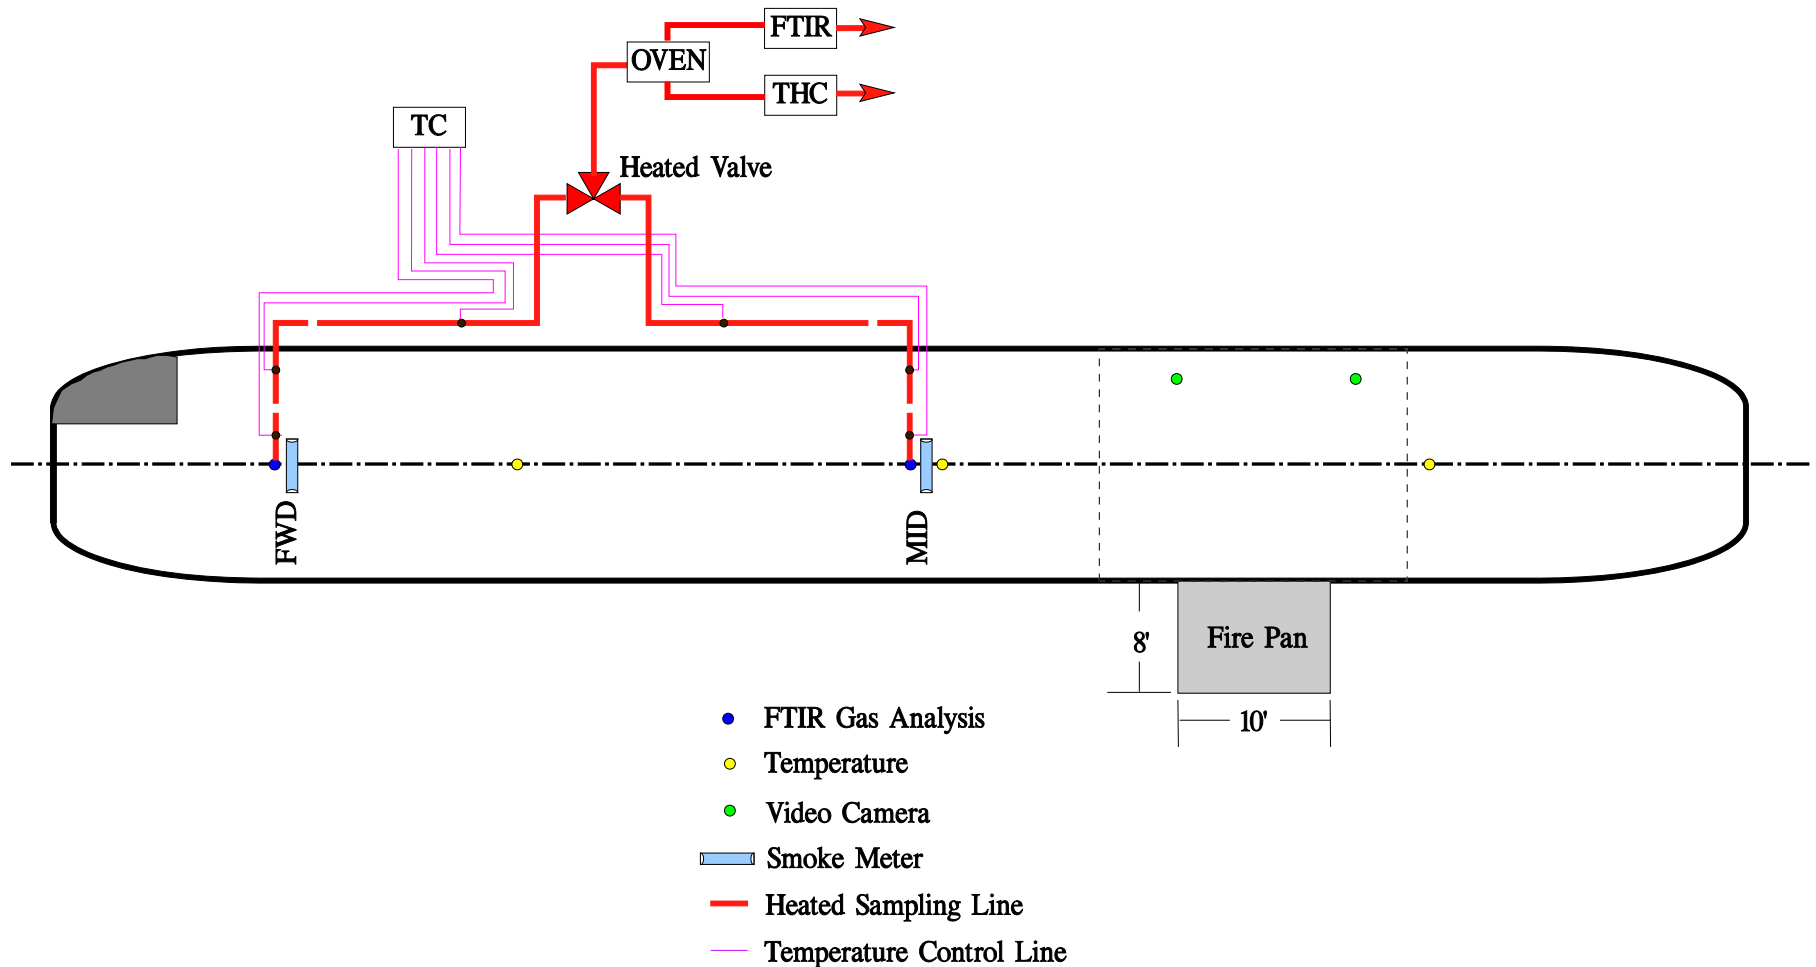 FTIR
OVEN
THC
TC
Heated Valve
FWD
MID
8'
Fire Pan
10'
FTIR Gas Analysis
Temperature
Video Camera
Smoke Meter
Heated Sampling Line
Temperature Control Line